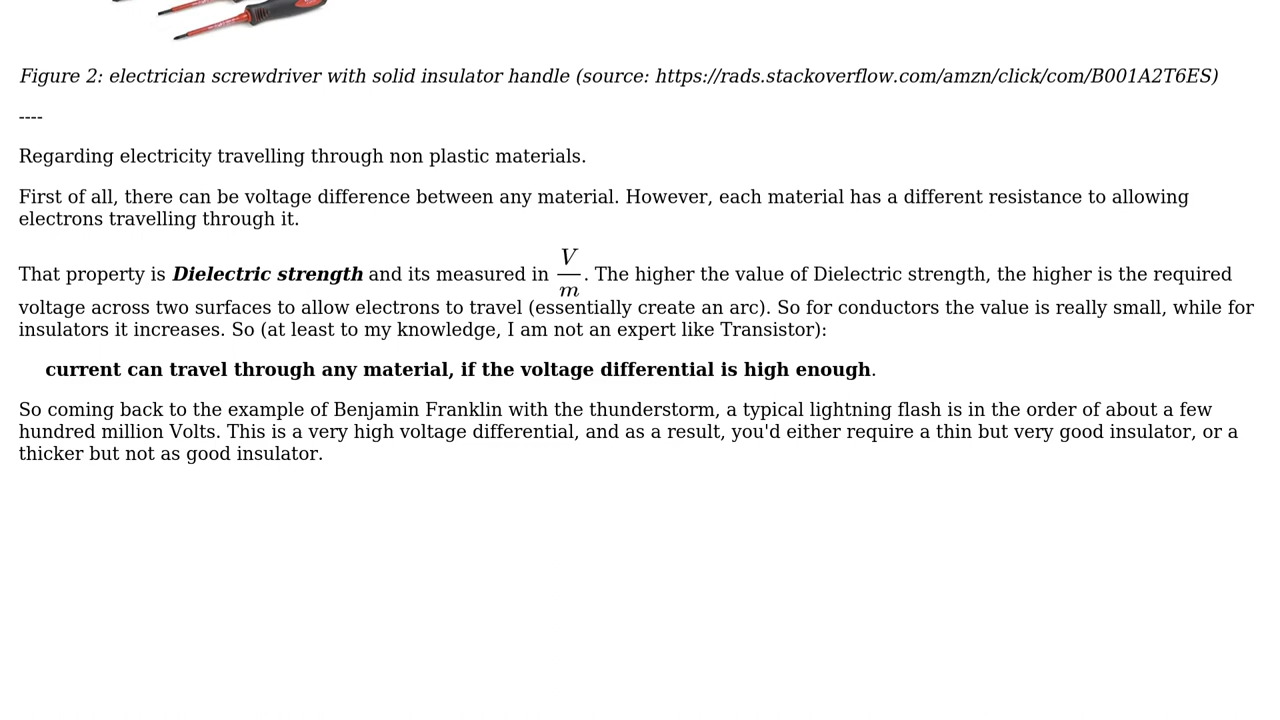 Figure 2: electrician screwdriver with solid insulator handle (source: https://rads.stackoverflow.com/amzn/click/com/B001A2T6ES)
----
Regarding electricity travelling through non plastic materials.
First of all, there can be voltage difference between any material. However, each material has a different resistance to allowing
electrons travelling through it.
That property is Dielectric strength and its measured in V/m. The higher the value of Dielectric strength, the higher is the required
voltage across two surfaces to allow electrons to travel (essentially create an arc). So for conductors the value is really small, while for
insulators it increases. So (at least to my knowledge, I am not an expert like Transistor):
current can travel through any material, if the voltage differential is high enough.
So coming back to the example of Benjamin Franklin with the thunderstorm, a typical lightning flash is in the order of about a few
hundred million Volts. This is a very high voltage differential, and as a result, you'd either require a thin but very good insulator, or a
thicker but not as good insulator.